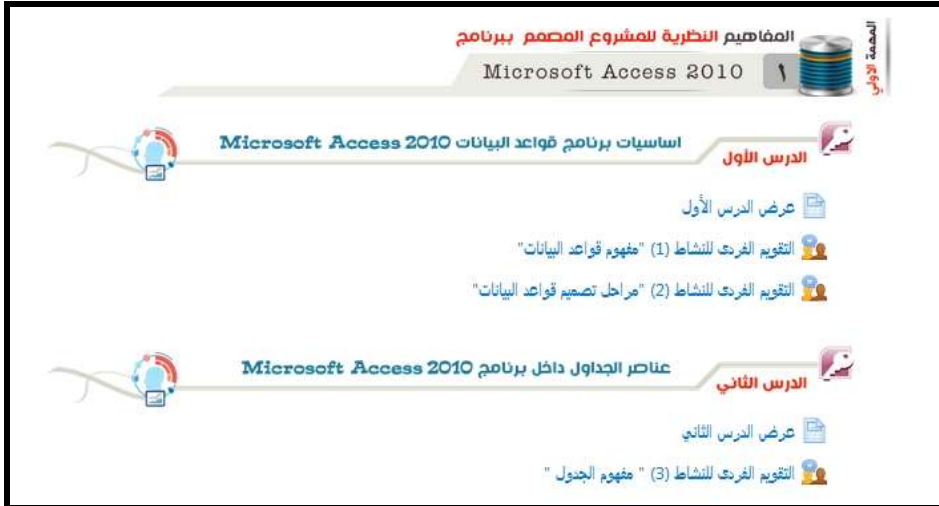 المهمة الاولي
المفاهيم النظرية للمشروع المصمم ببرنامج
١ Microsoft Access 2010
اساسيات برنامج قواعد البيانات Microsoft Access 2010
الدرس الأول
عرض الدرس الأول
التقويم الفردى للنشاط (1) "مفهوم قواعد البيانات"
التقويم الفردى للنشاط (2) "مراحل تصميم قواعد البيانات"
عناصر الجداول داخل برنامج Microsoft Access 2010
الدرس الثاني
عرض الدرس الثاني
التقويم الفردى للنشاط (3) " مفهوم الجدول "